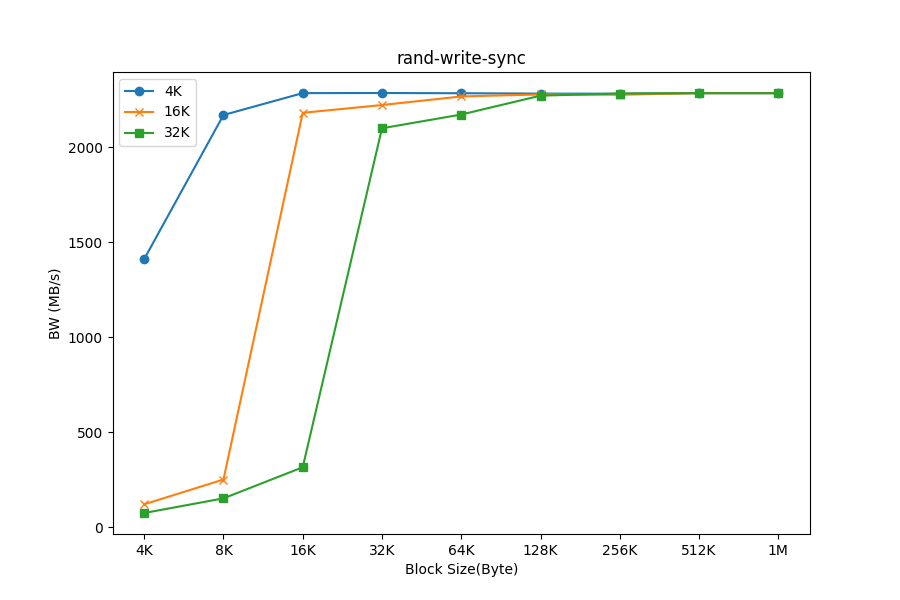 rand-write-sync
4K
16K
32K
BW (MB/s)
2000
1500
1000
500
0
4K 8K 16K 32K 64K 128K 256K 512K 1M
Block Size(Byte)